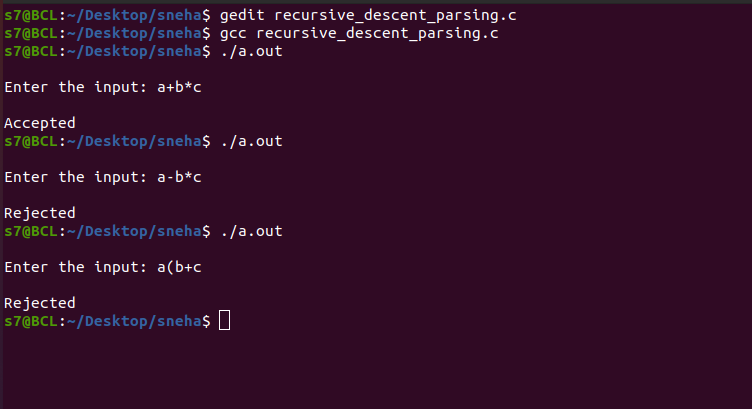 s7@BCL:~/Desktop/sneha$ gedit recursive_descent_parsing.c
s7@BCL:~/Desktop/sneha$ gcc recursive_descent_parsing.c
s7@BCL:~/Desktop/sneha$ ./a.out
Enter the input: a+b*c
Accepted
s7@BCL:~/Desktop/sneha$ ./a.out
Enter the input: a-b*c
Rejected
s7@BCL:~/Desktop/sneha$ ./a.out
Enter the input: a(b+c
Rejected
s7@BCL:~/Desktop/sneha$